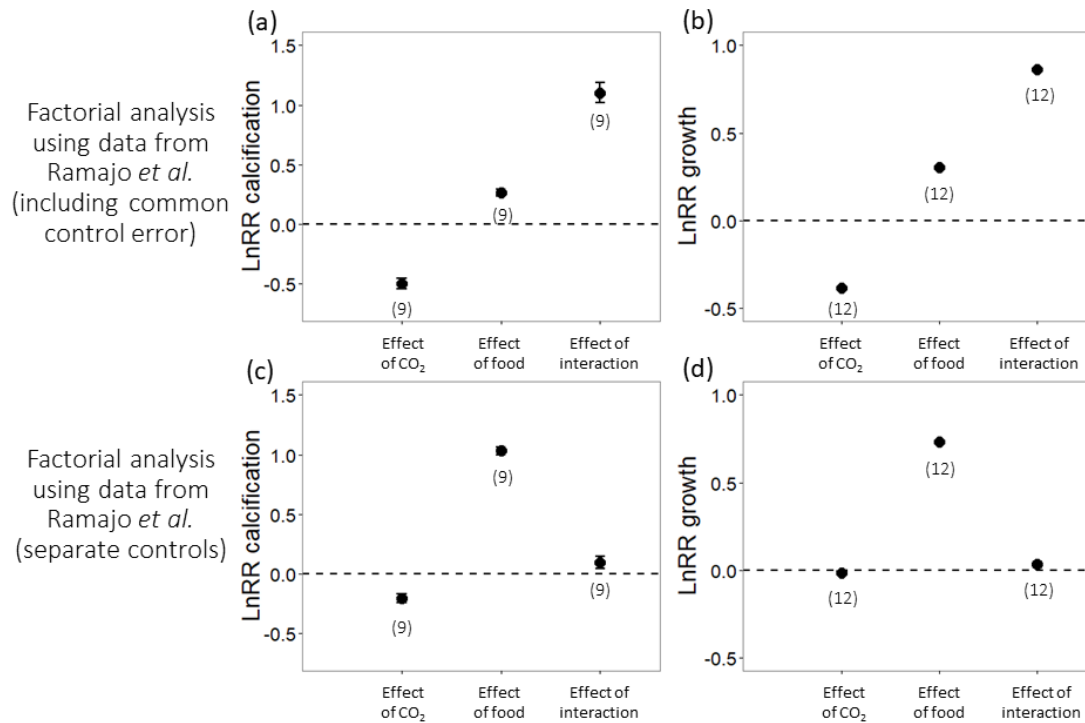 Factorial analysis
using data from
Ramajo et al.
(including common
control error)
(a)
LnRR calcification
1.5
1.0
0.5
0.0
-0.5
(9)
(9)
(9)
Effect
of CO₂
Effect
of food
Effect of
interaction
(b)
LnRR growth
1.0
0.5
0.0
-0.5
(12)
(12)
(12)
Effect
of CO₂
Effect
of food
Effect of
interaction
Factorial analysis
using data from
Ramajo et al.
(separate controls)
(c)
LnRR calcification
1.5
1.0
0.5
0.0
-0.5
(9)
(9)
(9)
Effect
of CO₂
Effect
of food
Effect of
interaction
(d)
LnRR growth
1.0
0.5
0.0
-0.5
(12)
(12)
(12)
Effect
of CO₂
Effect
of food
Effect of
interaction